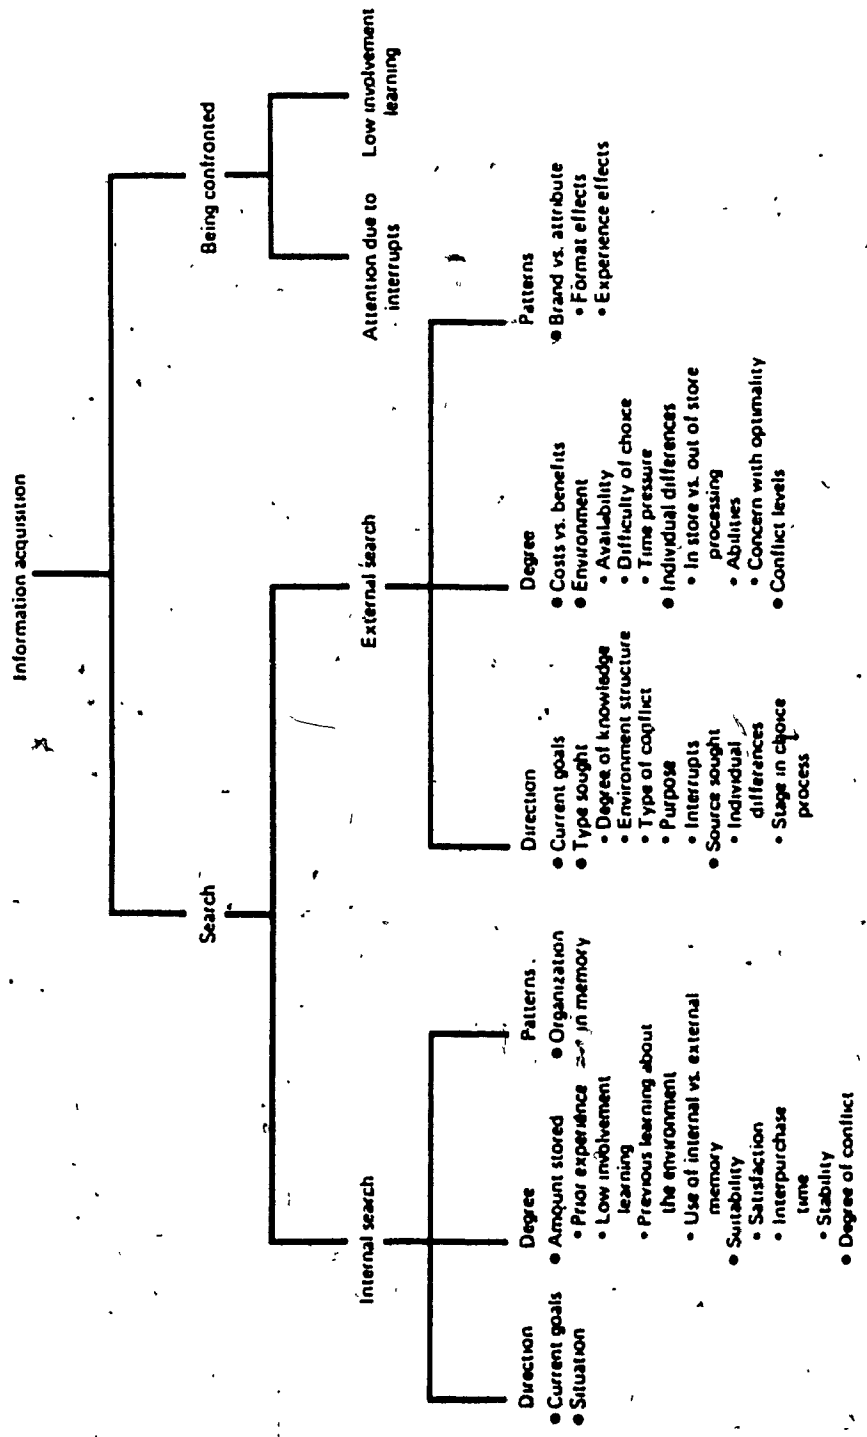 Information acquisition
Search
Being confronted
Internal search
External search
Attention due to
interrupts
Low involvement
learning
Direction
● Current goals
● Situation
Degree
● Amount stored
• Prior experience
• Low involvement
learning
• Previous learning about
the environment
• Use of internal vs. external
memory
● Suitability
• Satisfaction
• Interpurchase
time
• Stability
● Degree of conflict
Patterns
● Organization
in memory
Direction
● Current goals
● Type sought
• Degree of knowledge
• Environment structure
• Type of conflict
• Purpose
• Interrupts
● Source sought
• Individual
differences
• Stage in choice
process
Degree
● Costs vs. benefits
● Environment
• Availability
• Difficulty of choice
• Time pressure
● Individual differences
• In store vs. out of store
processing
• Abilities
• Concern with optimality
● Conflict levels
Patterns
● Brand vs. attribute
• Format effects
• Experience effects